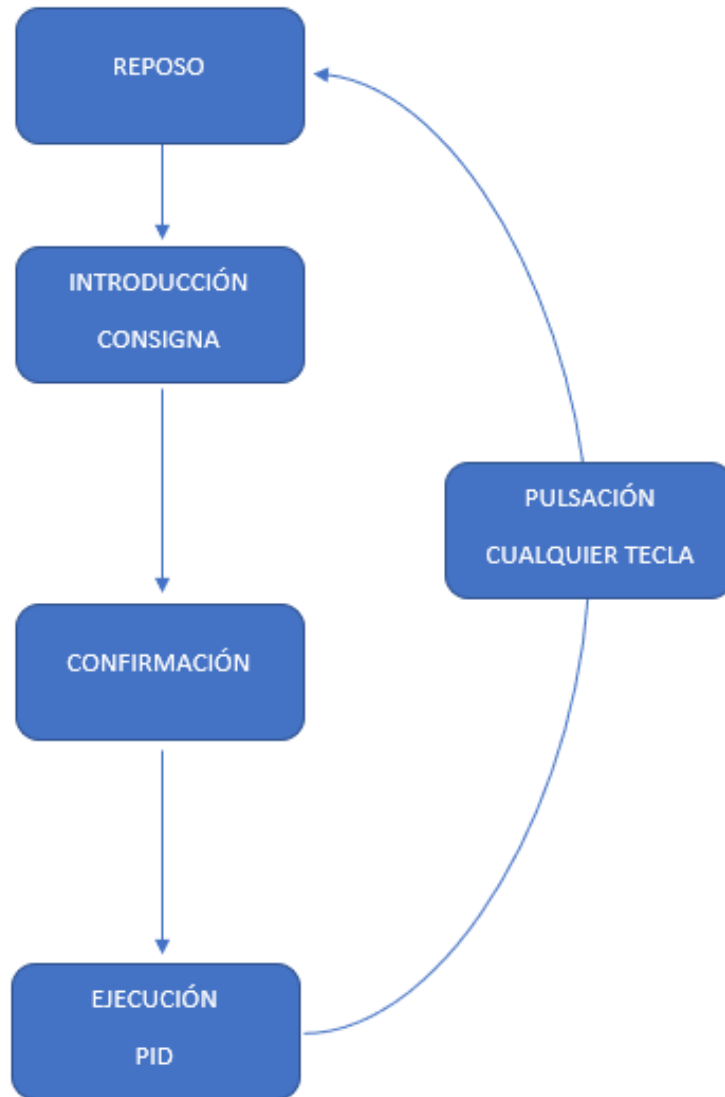 REPOSO
INTRODUCCIÓN
CONSIGNA
PULSACIÓN
CUALQUIER TECLA
CONFIRMACIÓN
EJECUCIÓN
PID